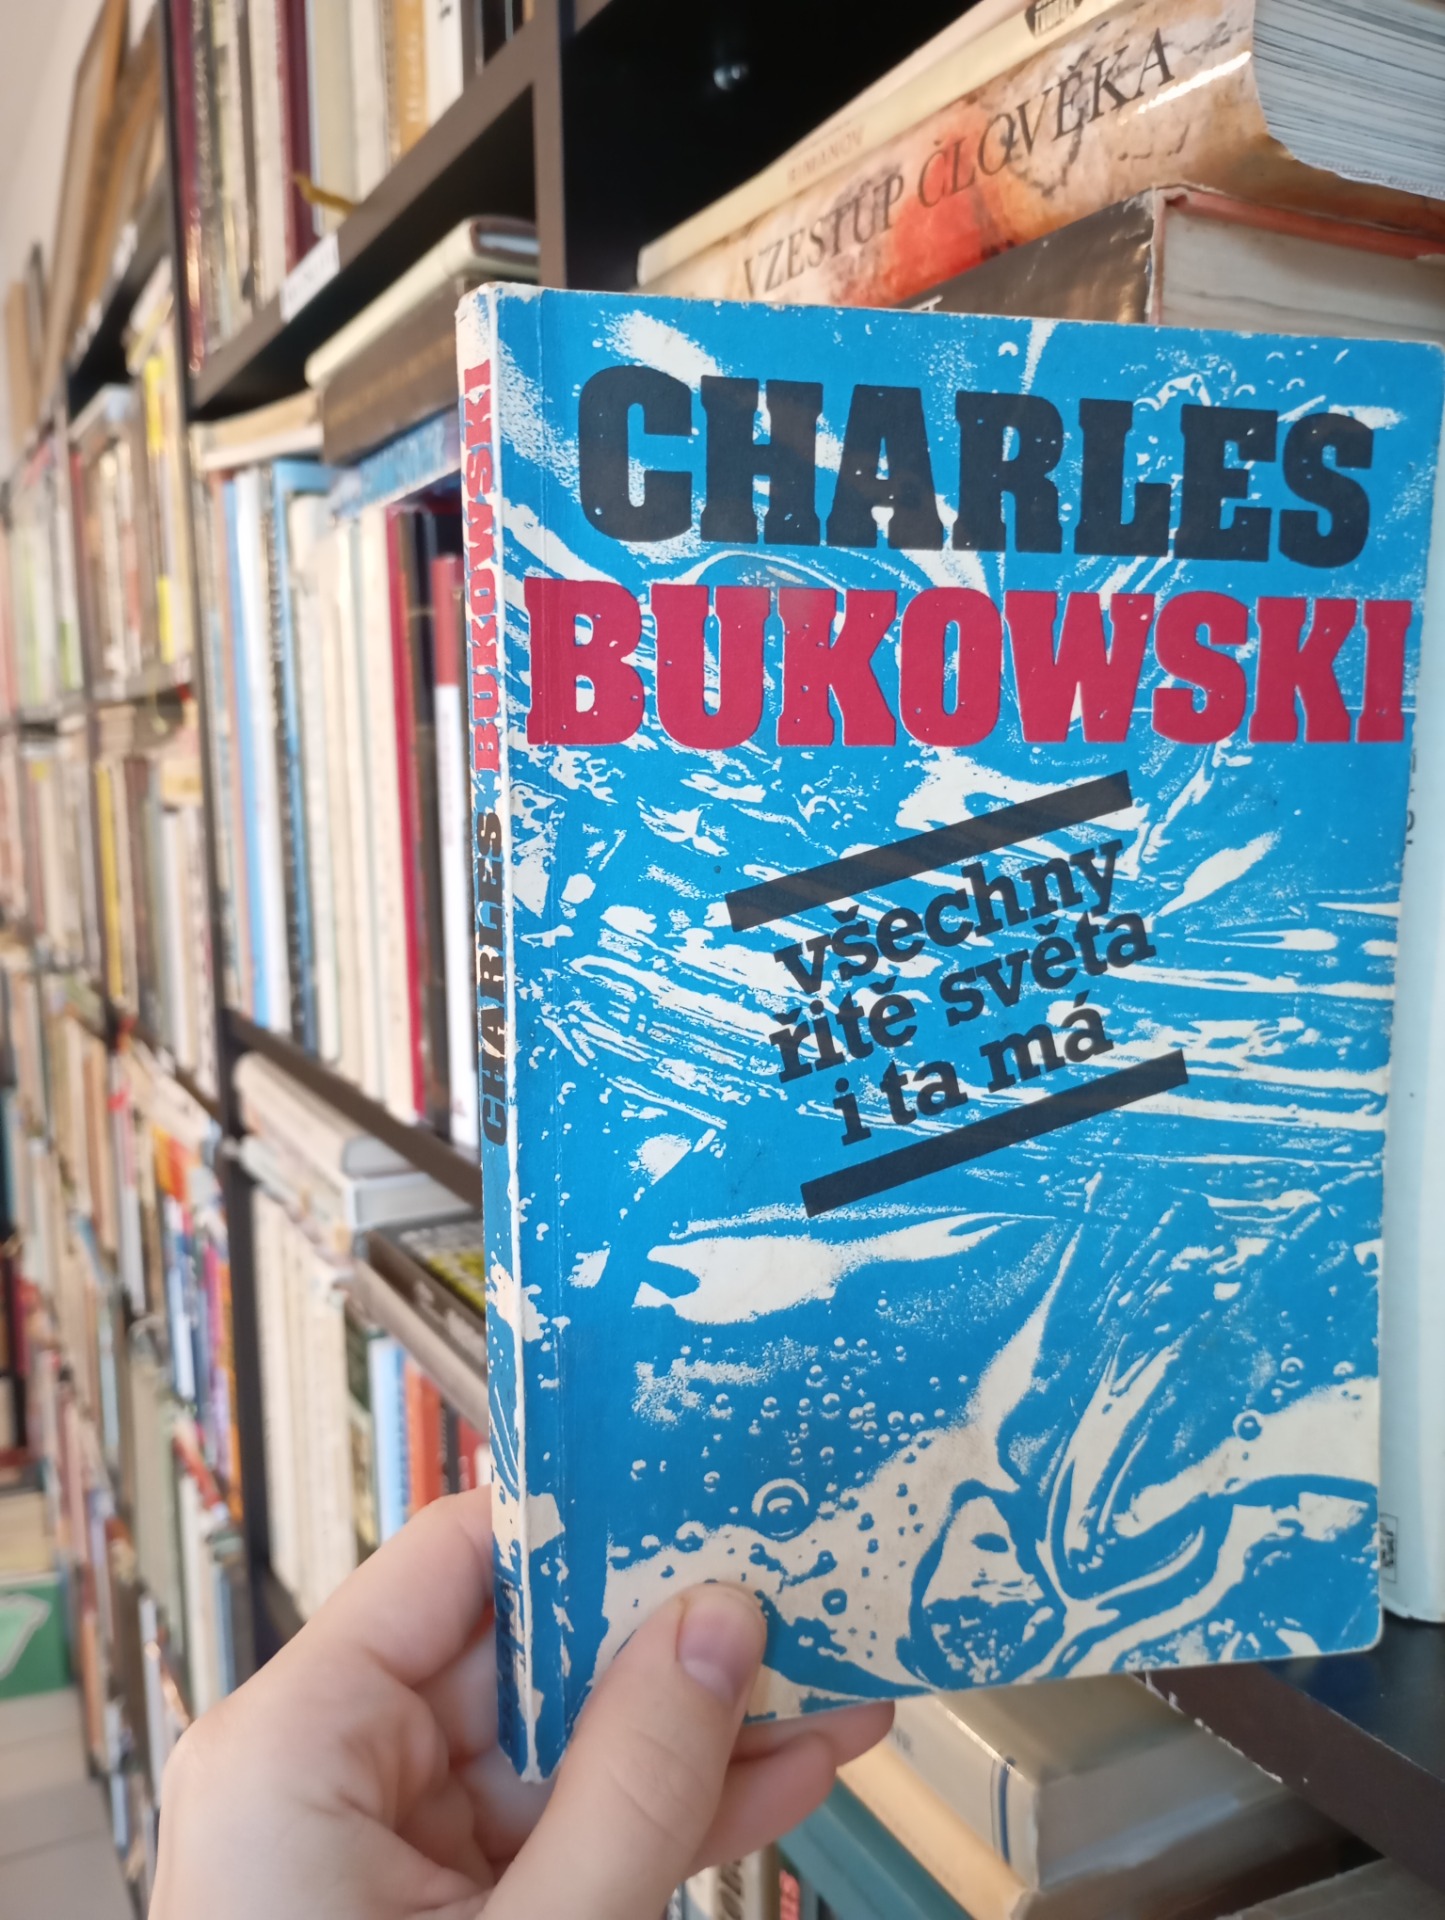 VZESTUP ČLOVĚKA
CHARLES
BUKOWSKI
všechny
řitě světa
i ta má
CHARLES BUKOWSKI